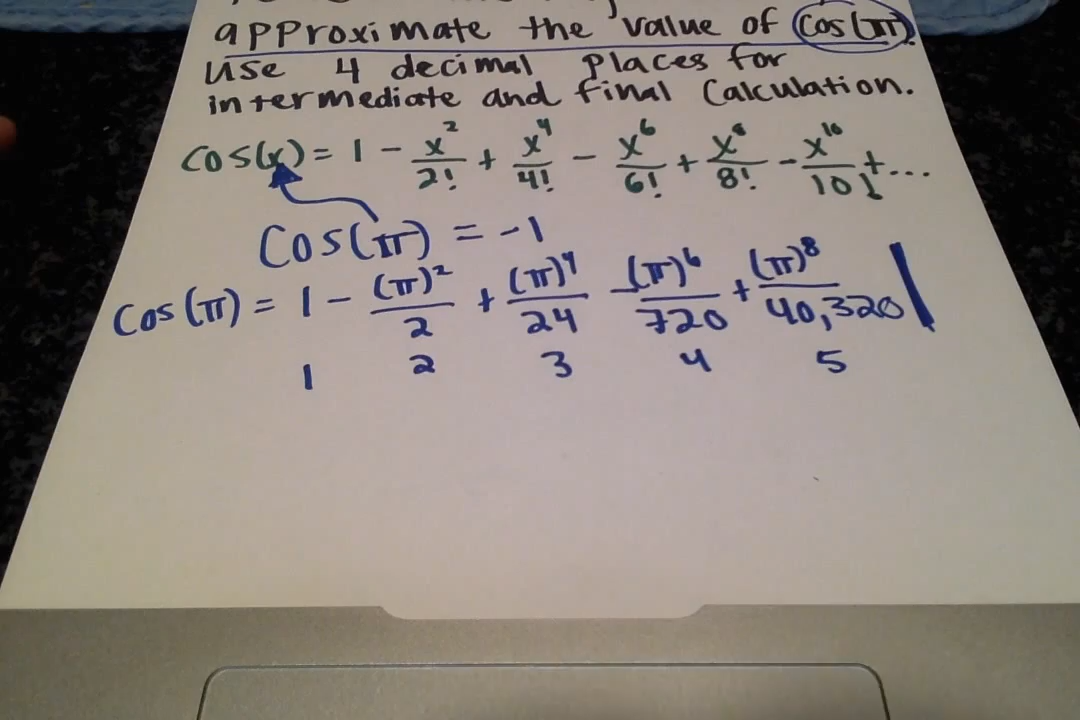 approximate the value of cos(π).
Use 4 decimal places for
intermediate and final Calculation.
cos(x) = 1 - x²/2! + x⁴/4! - x⁶/6! + x⁸/8! - x¹⁰/10! + ...
Cos(π) = -1
Cos(π) = 1 - (π)²/2 + (π)⁴/24 - (π)⁶/720 + (π)⁸/40,320
1 2 3 4 5